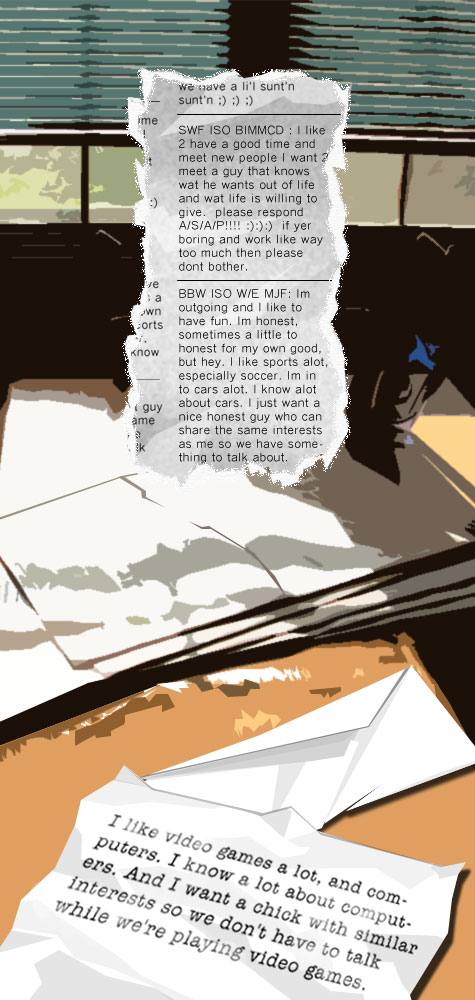 we have a li'l sunt'n
sunt'n ;) ;) ;)
SWF ISO BIMMCD : I like
2 have a good time and
meet new people I want 2
meet a guy that knows
wat he wants out of life
and wat life is willing to
give.  please respond
A/S/A/P!!!! :):):)  if yer
boring and work like way
too much then please
dont bother.
BBW ISO W/E MJF: Im
outgoing and I like to
have fun. Im honest,
sometimes a little to
honest for my own good,
but hey. I like sports alot,
especially soccer. Im in
to cars alot. I know alot
about cars. I just want a
nice honest guy who can
share the same interests
as me so we have some-
thing to talk about.
:)
a
know
guy
I like video games a lot, and com-
puters. I know a lot about comput-
ers. And I want a chick with similar
interests so we don't have to talk
while we're playing video games.